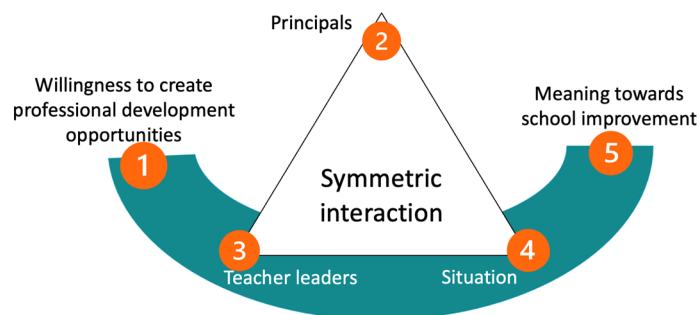 Principals
2
Willingness to create
professional development
opportunities
1
Meaning towards
school improvement
5
Symmetric
interaction
3
4
Teacher leaders
Situation